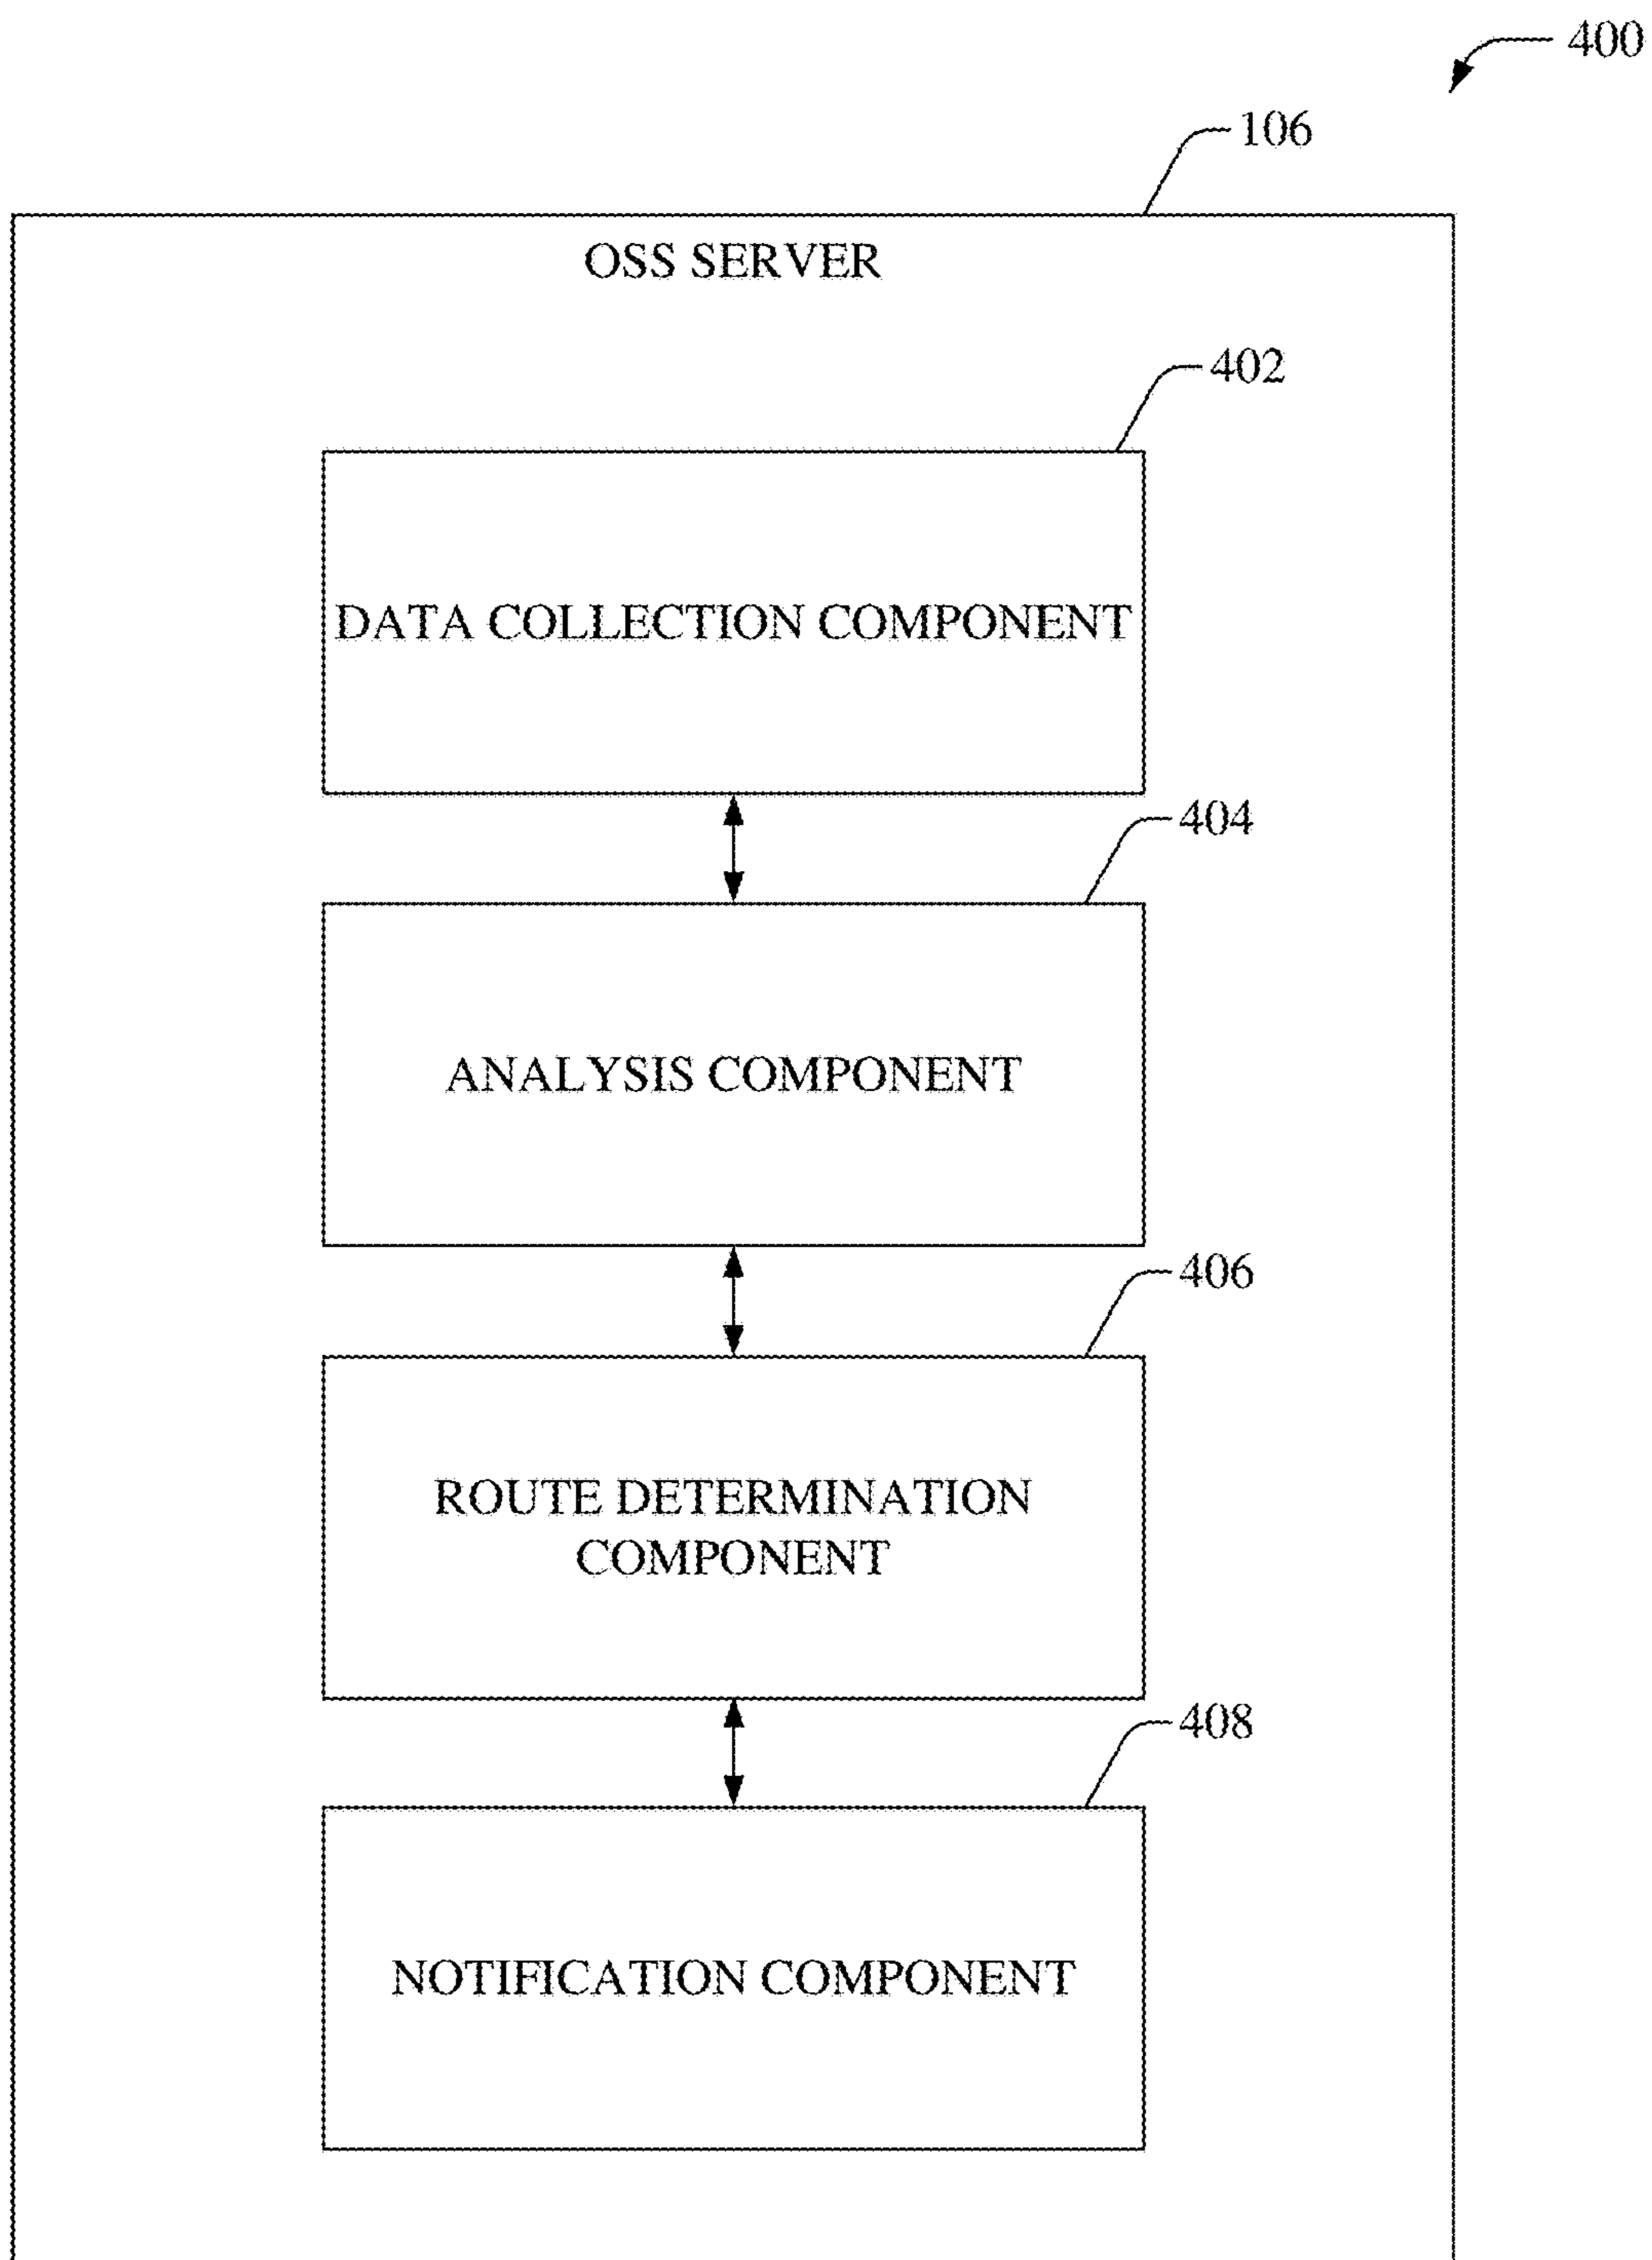 400
106
OSS SERVER
402
DATA COLLECTION COMPONENT
404
ANALYSIS COMPONENT
406
ROUTE DETERMINATION
COMPONENT
408
NOTIFICATION COMPONENT